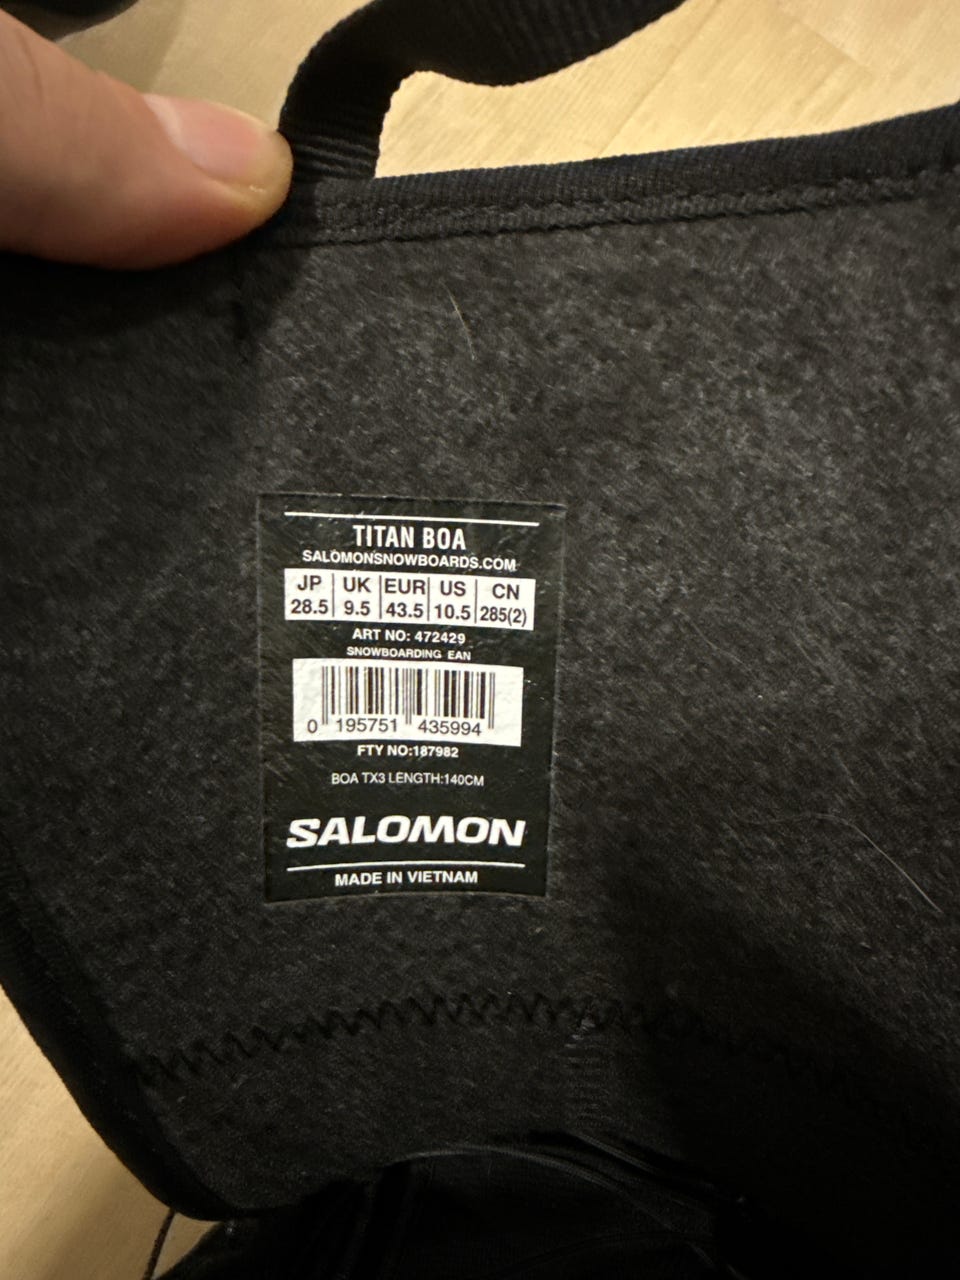 TITAN BOA
SALOMONSNOWBOARDS.COM
JP UK EUR US CN
28.5 9.5 43.5 10.5 285(2)
ART NO: 472429
SNOWBOARDING EAN
0 195751 435994
FTY NO:187982
BOA TX3 LENGTH:140CM
SALOMON
MADE IN VIETNAM